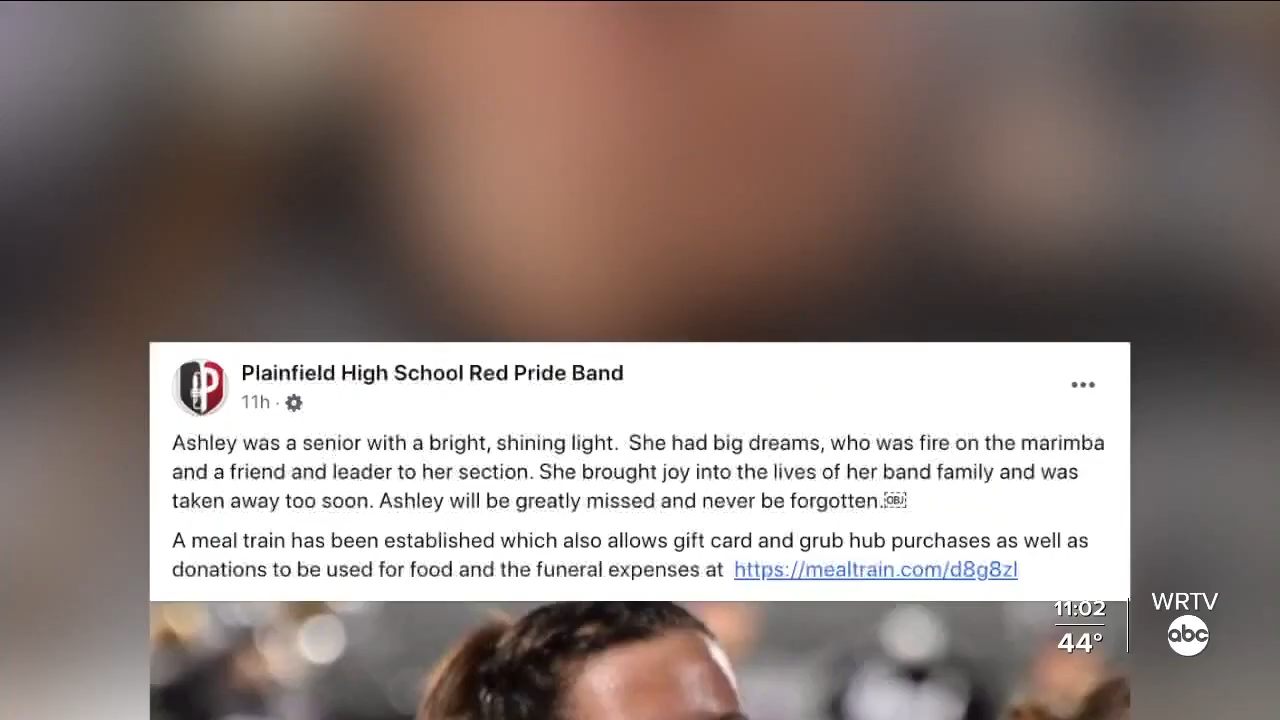 Plainfield High School Red Pride Band
11h ·
Ashley was a senior with a bright, shining light. She had big dreams, who was fire on the marimba
and a friend and leader to her section. She brought joy into the lives of her band family and was
taken away too soon. Ashley will be greatly missed and never be forgotten.OBJ
A meal train has been established which also allows gift card and grub hub purchases as well as
donations to be used for food and the funeral expenses at https://mealtrain.com/d8g8zl
11:02
44°
WRTV
abc
P